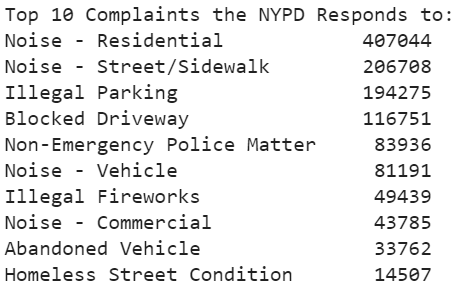 Top 10 Complaints the NYPD Responds to:
Noise - Residential 407044
Noise - Street/Sidewalk 206708
Illegal Parking 194275
Blocked Driveway 116751
Non-Emergency Police Matter 83936
Noise - Vehicle 81191
Illegal Fireworks 49439
Noise - Commercial 43785
Abandoned Vehicle 33762
Homeless Street Condition 14507